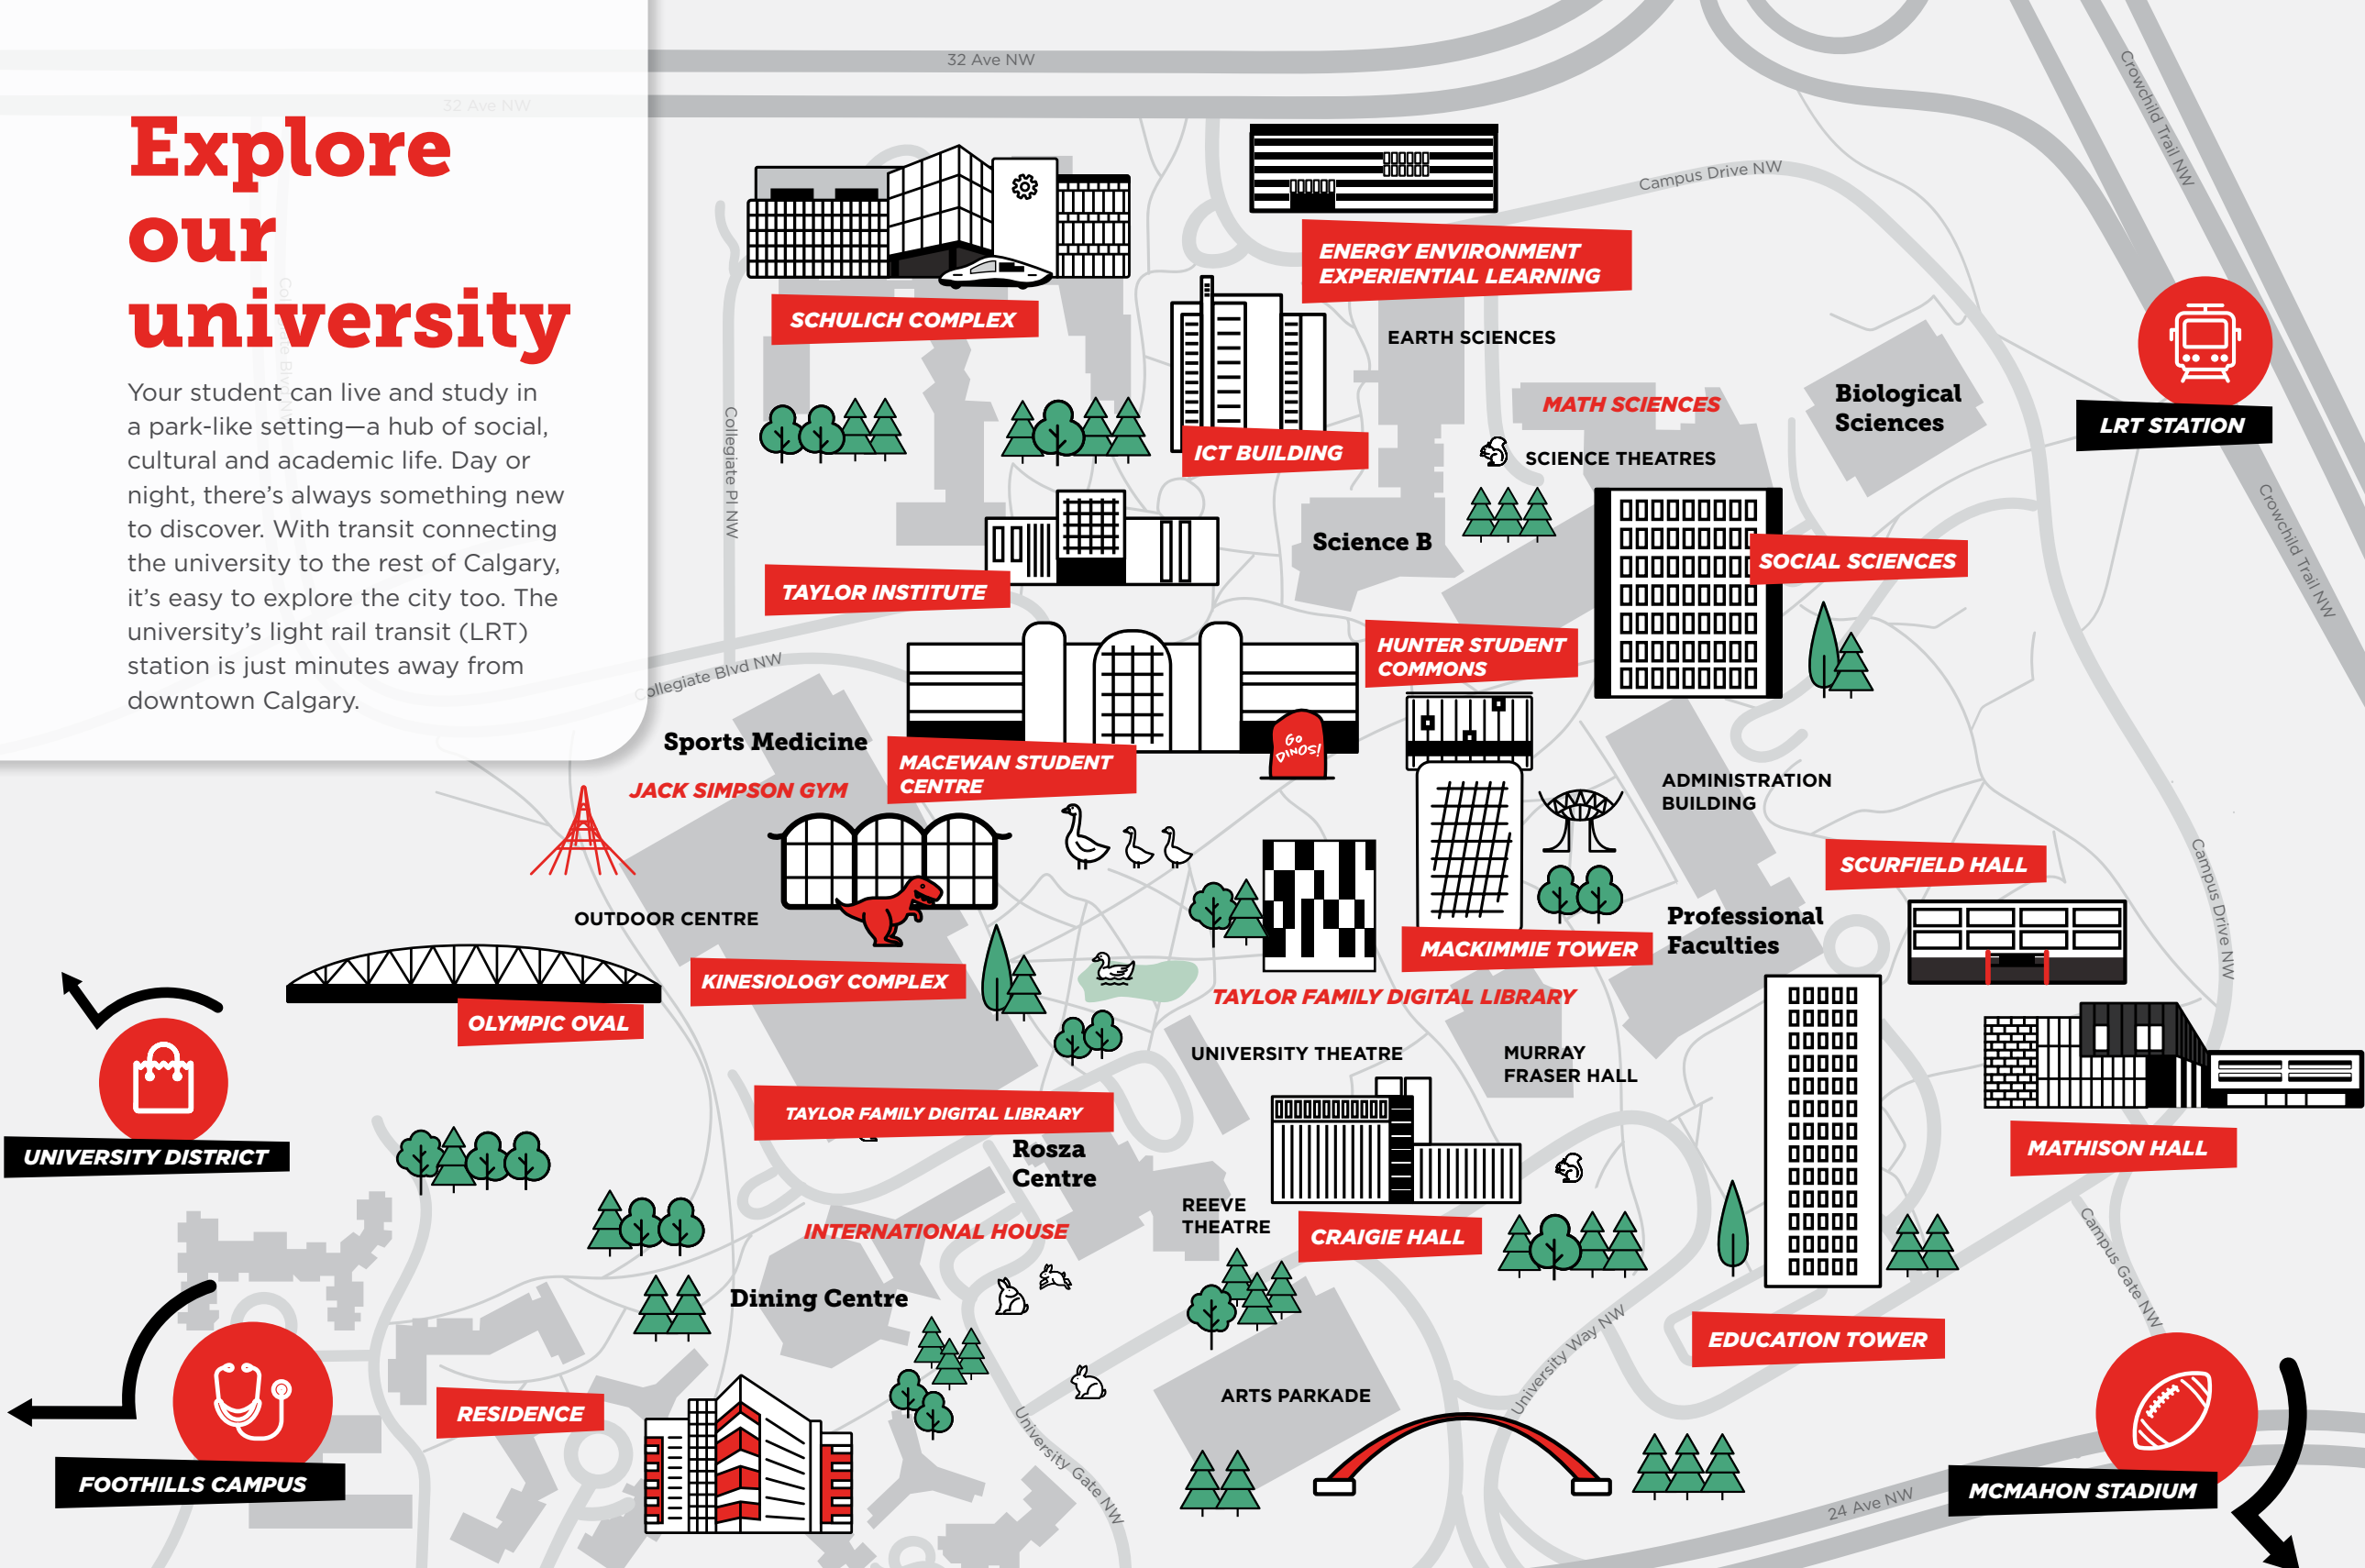 32 Ave NW
32 Ave NW
Explore
our
university
Your student can live and study in
a park-like setting—a hub of social,
cultural and academic life. Day or
night, there's always something new
to discover. With transit connecting
the university to the rest of Calgary,
it's easy to explore the city too. The
university's light rail transit (LRT)
station is just minutes away from
downtown Calgary.
Crowchild Trail NW
Campus Drive NW
ENERGY ENVIRONMENT
EXPERIENTIAL LEARNING
SCHULICH COMPLEX
EARTH SCIENCES
MATH SCIENCES
Biological
Sciences
LRT STATION
ICT BUILDING
SCIENCE THEATRES
Collegiate Pl NW
Crowchild Trail NW
Science B
SOCIAL SCIENCES
TAYLOR INSTITUTE
HUNTER STUDENT
COMMONS
Collegiate Blvd NW
Sports Medicine
GO
DINOS!
MACEWAN STUDENT
CENTRE
JACK SIMPSON GYM
ADMINISTRATION
BUILDING
SCURFIELD HALL
Campus Drive NW
OUTDOOR CENTRE
Professional
Faculties
MACKIMMIE TOWER
KINESIOLOGY COMPLEX
TAYLOR FAMILY DIGITAL LIBRARY
OLYMPIC OVAL
UNIVERSITY THEATRE
MURRAY
FRASER HALL
TAYLOR FAMILY DIGITAL LIBRARY
UNIVERSITY DISTRICT
Rosza
Centre
MATHISON HALL
REEVE
THEATRE
INTERNATIONAL HOUSE
CRAIGIE HALL
Campus Gate NW
Dining Centre
EDUCATION TOWER
University Way NW
ARTS PARKADE
RESIDENCE
University Gate NW
FOOTHILLS CAMPUS
MCMAHON STADIUM
24 Ave NW